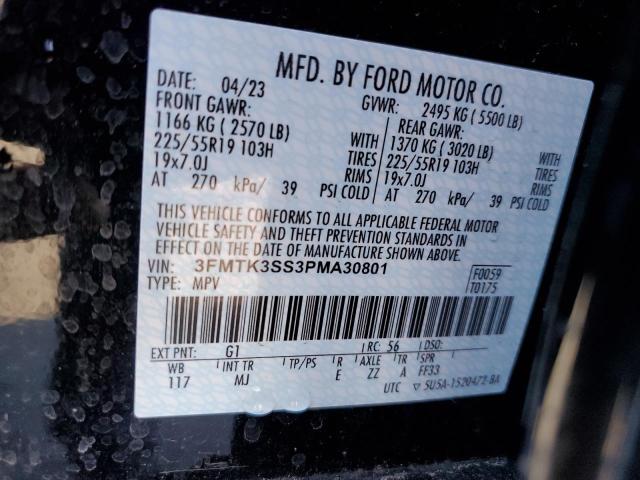 MFD. BY FORD MOTOR CO.
DATE: 04/23 GVWR: 2495 KG ( 5500 LB)
FRONT GAWR: REAR GAWR:
1166 KG ( 2570 LB) WITH 1370 KG ( 3020 LB) WITH
225/55R19 103H TIRES 225/55R19 103H TIRES
19x7.0J RIMS 19x7.0J RIMS
AT 270 kPa/ 39 PSI COLD AT 270 kPa/ 39 PSI COLD
THIS VEHICLE CONFORMS TO ALL APPLICABLE FEDERAL MOTOR
VEHICLE SAFETY AND THEFT PREVENTION STANDARDS IN
EFFECT ON THE DATE OF MANUFACTURE SHOWN ABOVE.
VIN: 3FMTK3SS3PMA30801 F0059
TYPE: MPV T0175
EXT PNT: G1 RC: 56 DSO:
WB INT TR TP/PS R AXLE TR SPR
117 MJ E ZZ A FF33
UTC ▽ 5U5A-1520472-BA